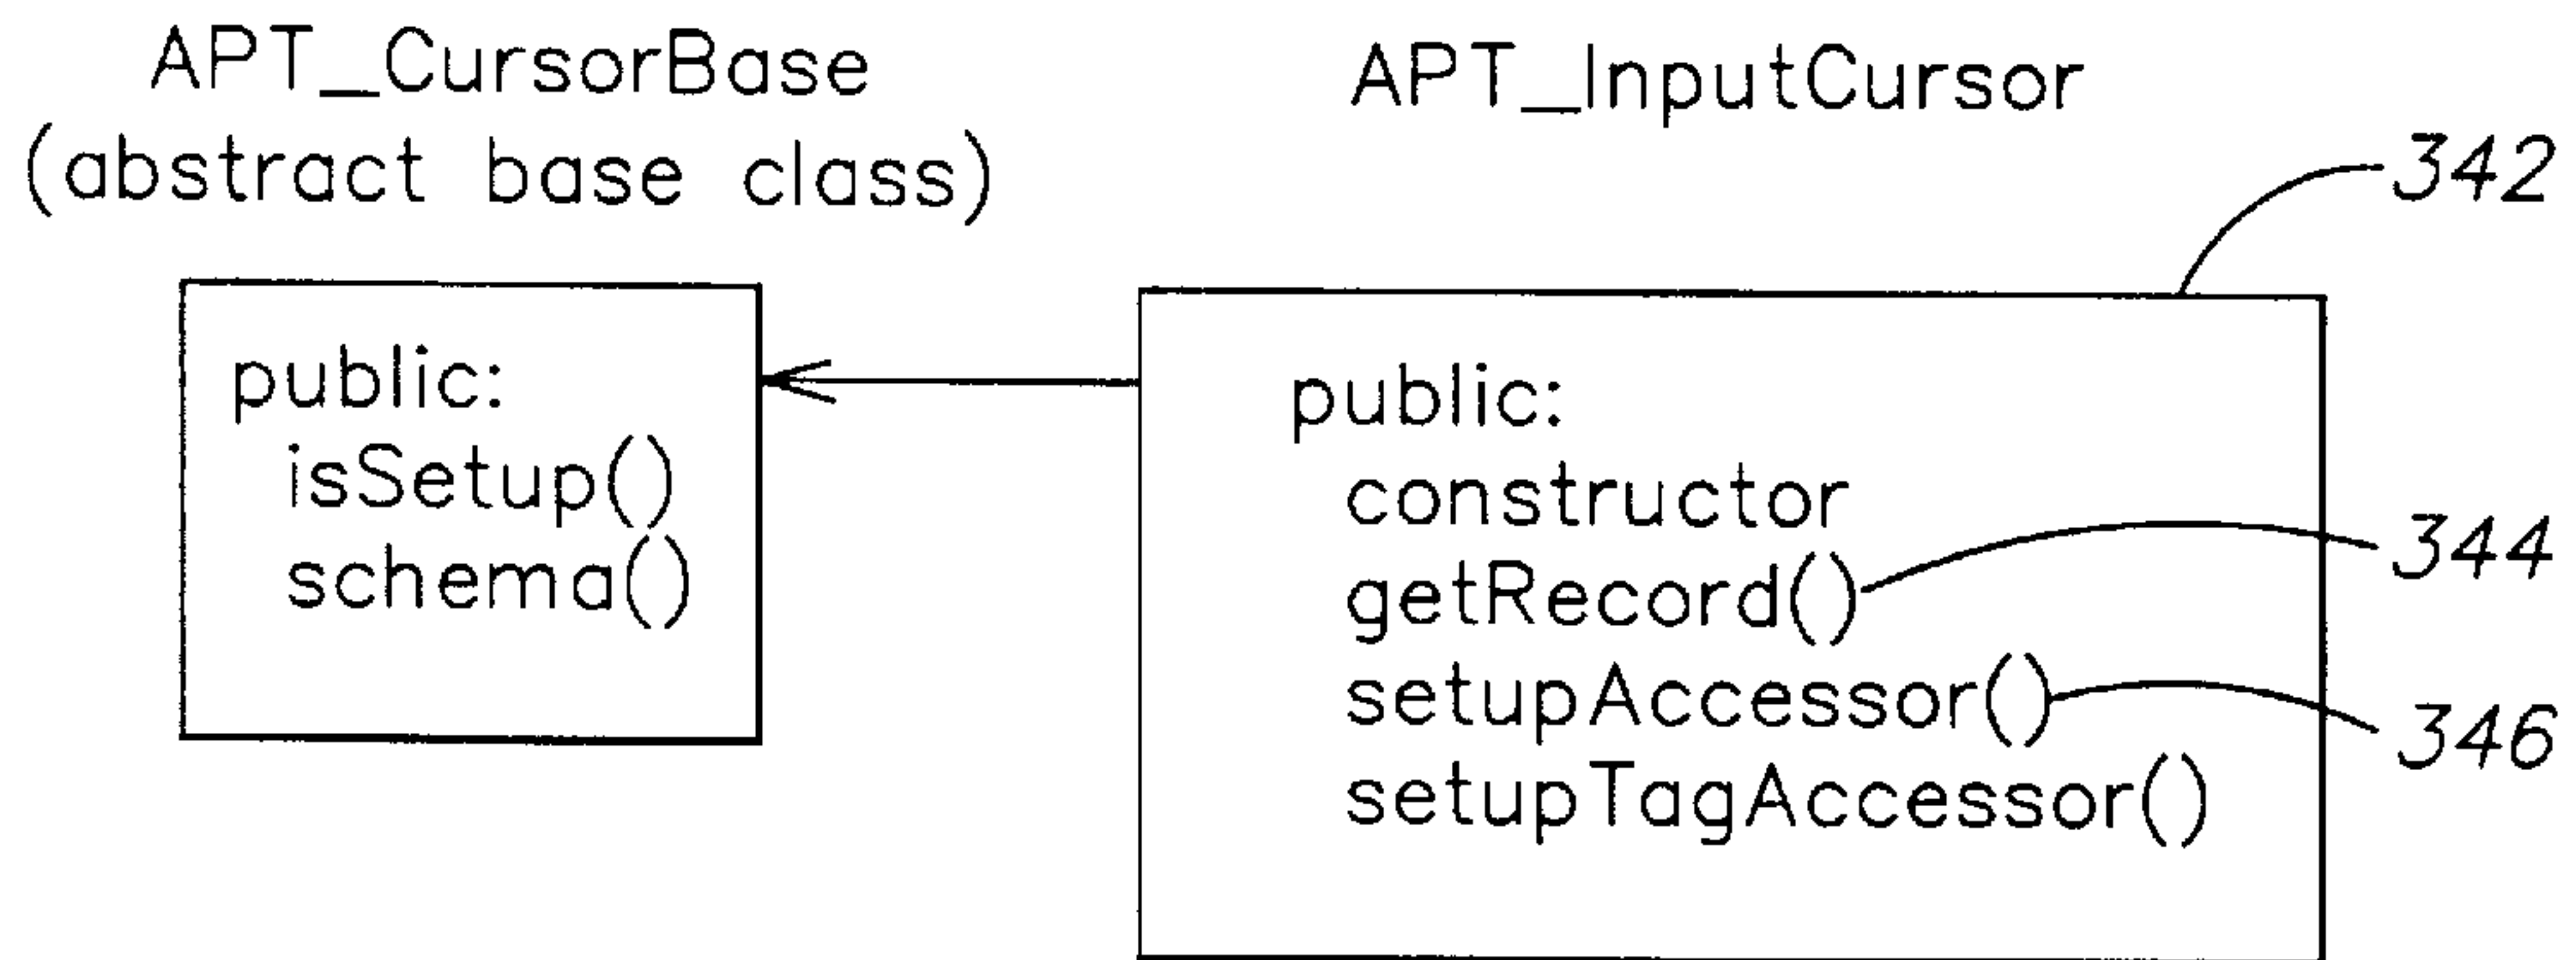 APT_CursorBase
(abstract base class)
public:
isSetup()
schema()
APT_InputCursor
342
public:
constructor
getRecord()
344
setupAccessor()
346
setupTagAccessor()